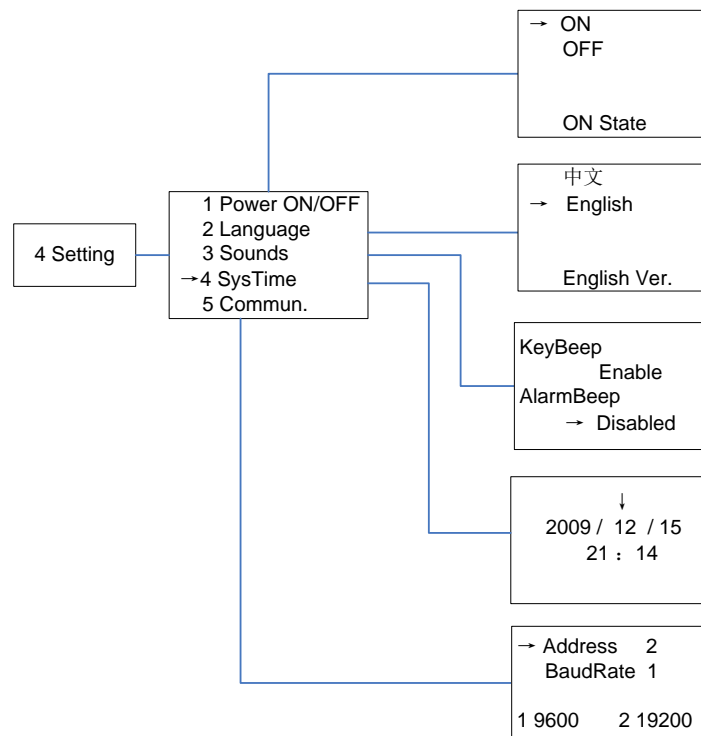 4 Setting
1 Power ON/OFF
2 Language
3 Sounds
→4 SysTime
5 Commun.
→ ON
OFF
ON State
中文
→ English
English Ver.
KeyBeep
Enable
AlarmBeep
→ Disabled
↓
2009 / 12 / 15
21 : 14
→ Address 2
BaudRate 1
1 9600 2 19200